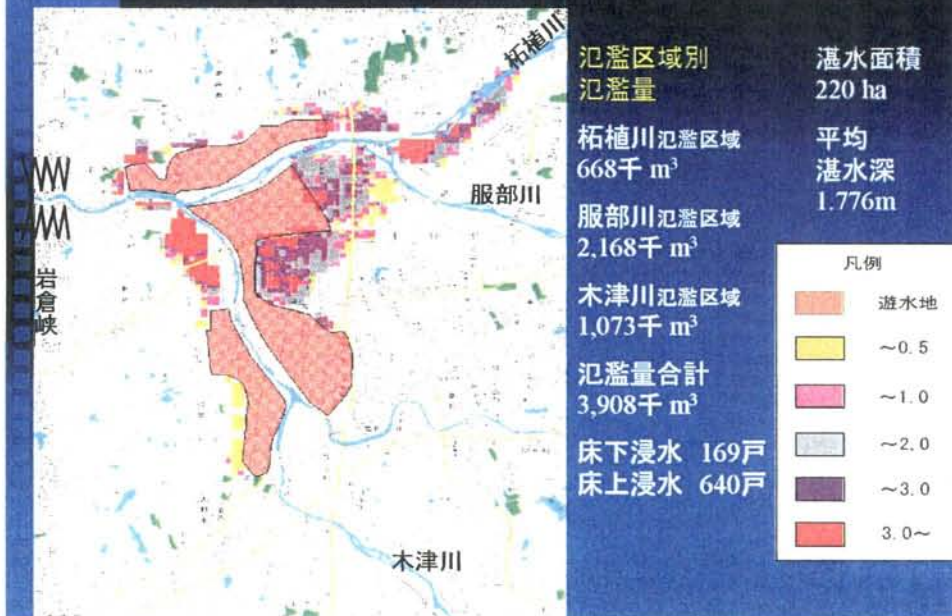 柘植川
服部川
岩倉峡
木津川
氾濫区域別
氾濫量
柘植川氾濫区域
668千 m³
服部川氾濫区域
2,168千 m³
木津川氾濫区域
1,073千 m³
氾濫量合計
3,908千 m³
床下浸水 169戸
床上浸水 640戸
湛水面積
220 ha
平均
湛水深
1.776m
凡例
遊水地
～0.5
～1.0
～2.0
～3.0
3.0～